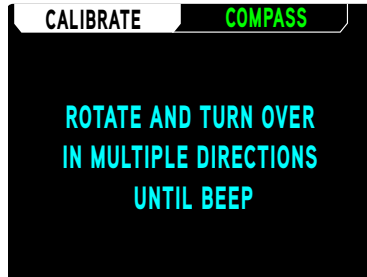 CALIBRATE COMPASS
ROTATE AND TURN OVER
IN MULTIPLE DIRECTIONS
UNTIL BEEP